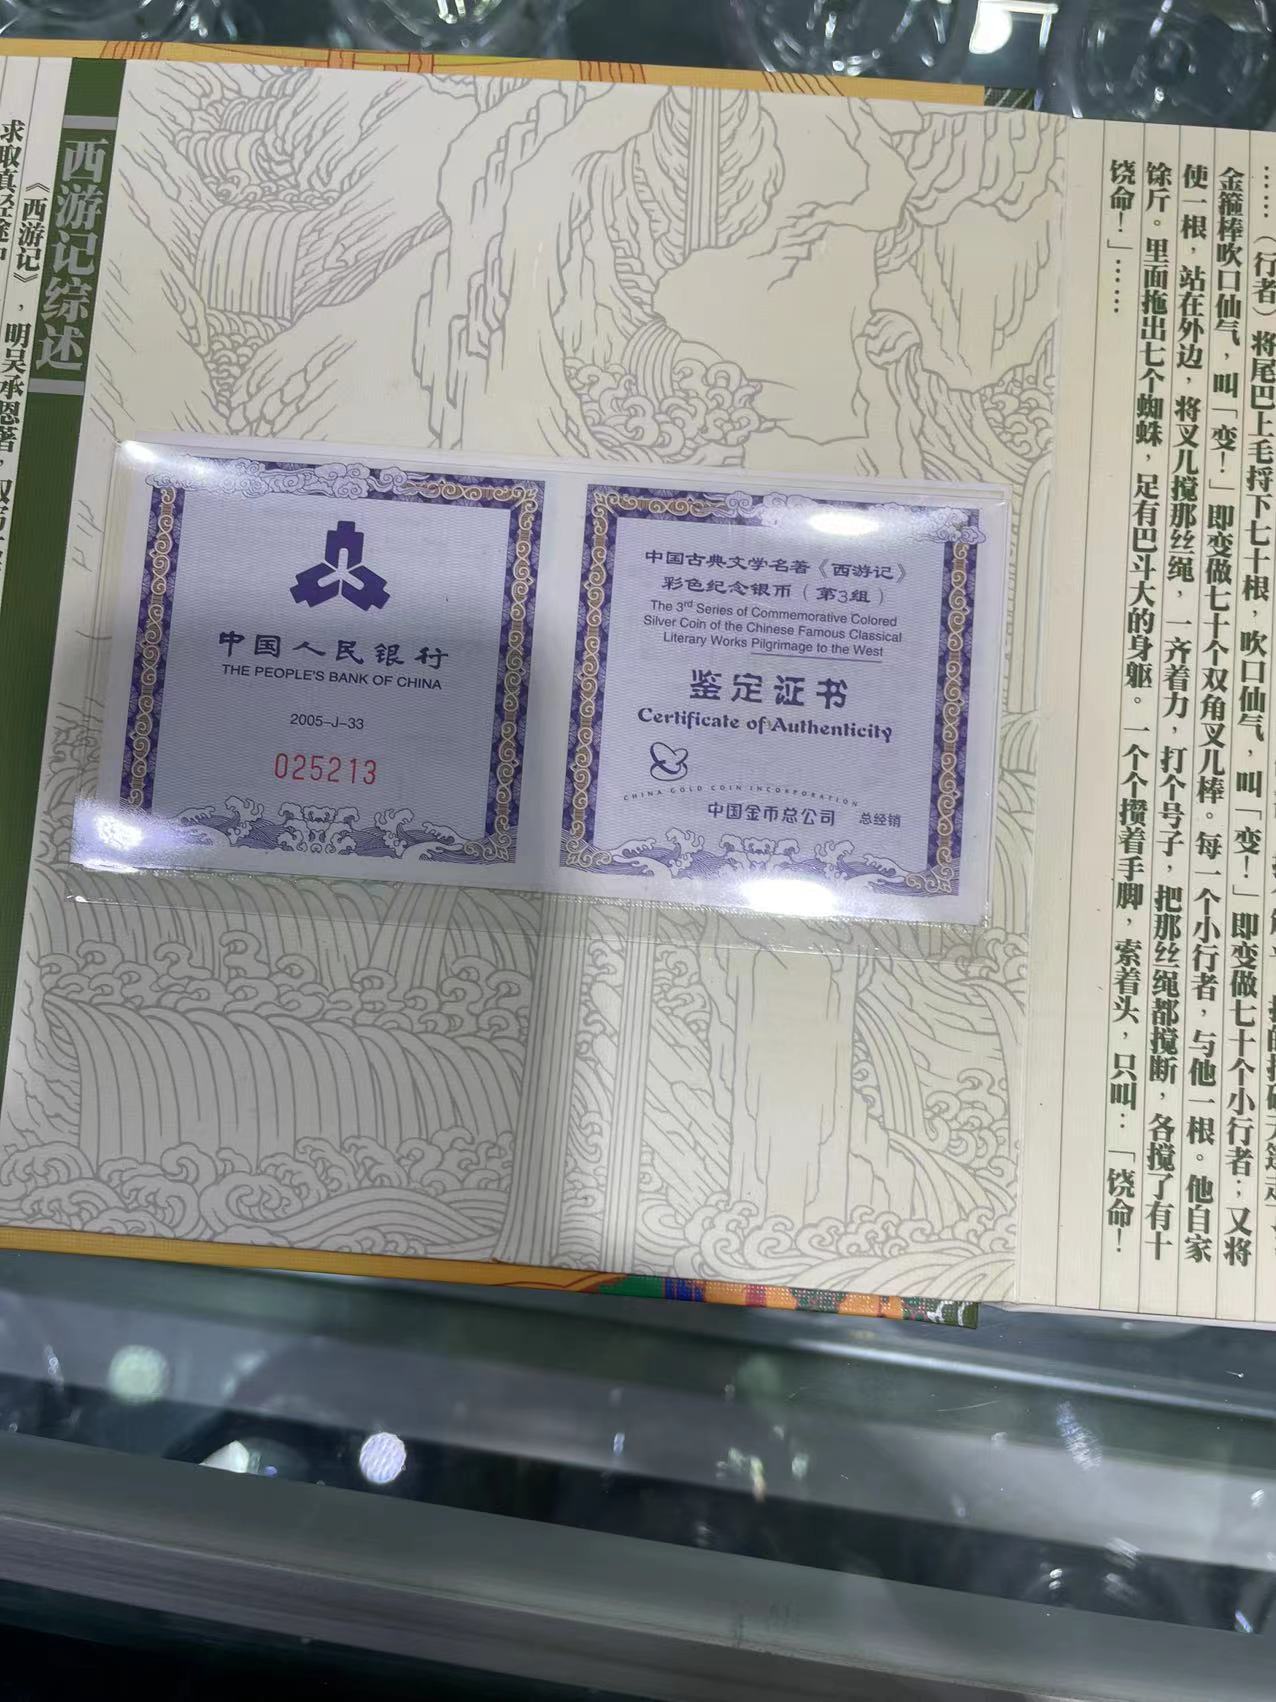 西游记综述
《西游记》，明吴承恩著，
求取真经途中
中国人民银行
THE PEOPLE'S BANK OF CHINA
2005-J-33
025213
中国古典文学名著《西游记》
彩色纪念银币（第3组）
The 3rd Series of Commemorative Colored
Silver Coin of the Chinese Famous Classical
Literary Works Pilgrimage to the West
鉴定证书
Certificate of Authenticity
CHINA GOLD COIN INCORPORATION
中国金币总公司 总经销
……（行者）将尾巴上毛捋下七十根，吹口仙气，叫「变！」即变做七十个小行者；又将
金箍棒吹口仙气，叫「变！」即变做七十个双角叉儿棒。每一个小行者，与他一根。他自家
使一根，站在外边，将叉儿搅那丝绳，一齐着力，打个号子，把那丝绳都搅断，各搅了有十
馀斤。里面拖出七个蜘蛛，足有巴斗大的身躯。一个个攒着手脚，索着头，只叫：「饶命！
饶命！」……